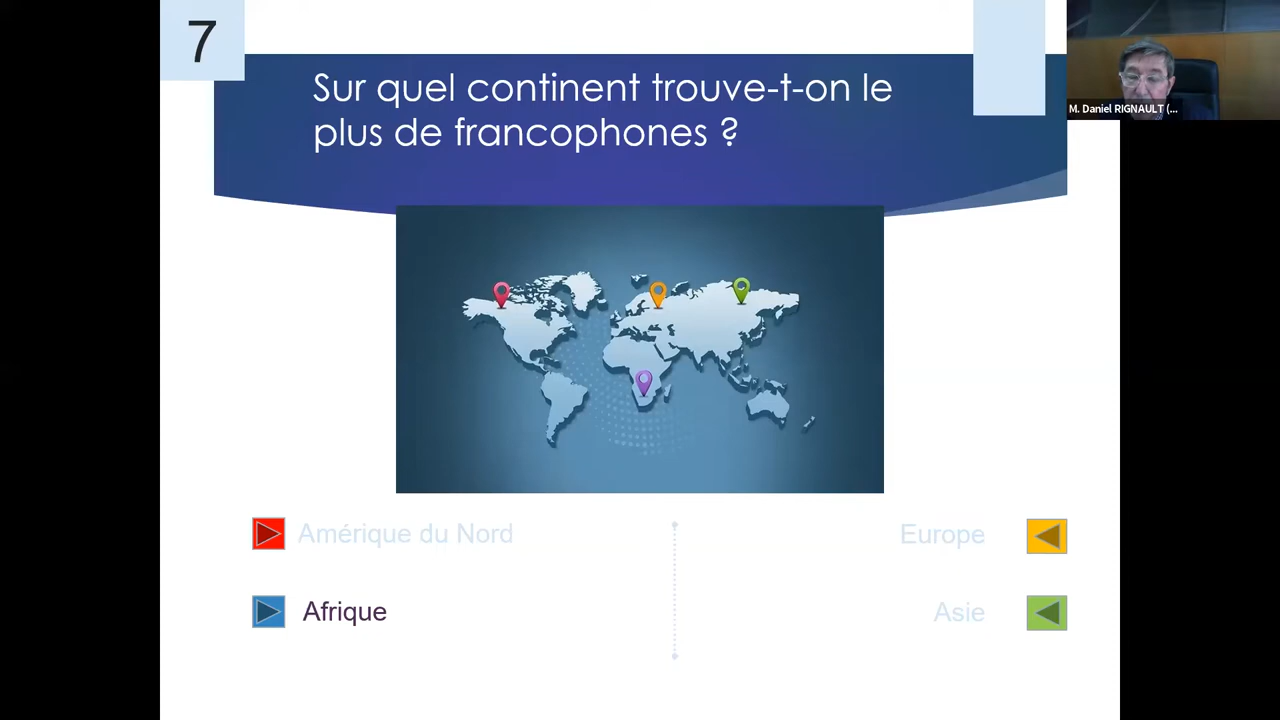 7
Sur quel continent trouve-t-on le
plus de francophones ?
M. Daniel RIGNAULT (...
Amérique du Nord
Europe
Afrique
Asie